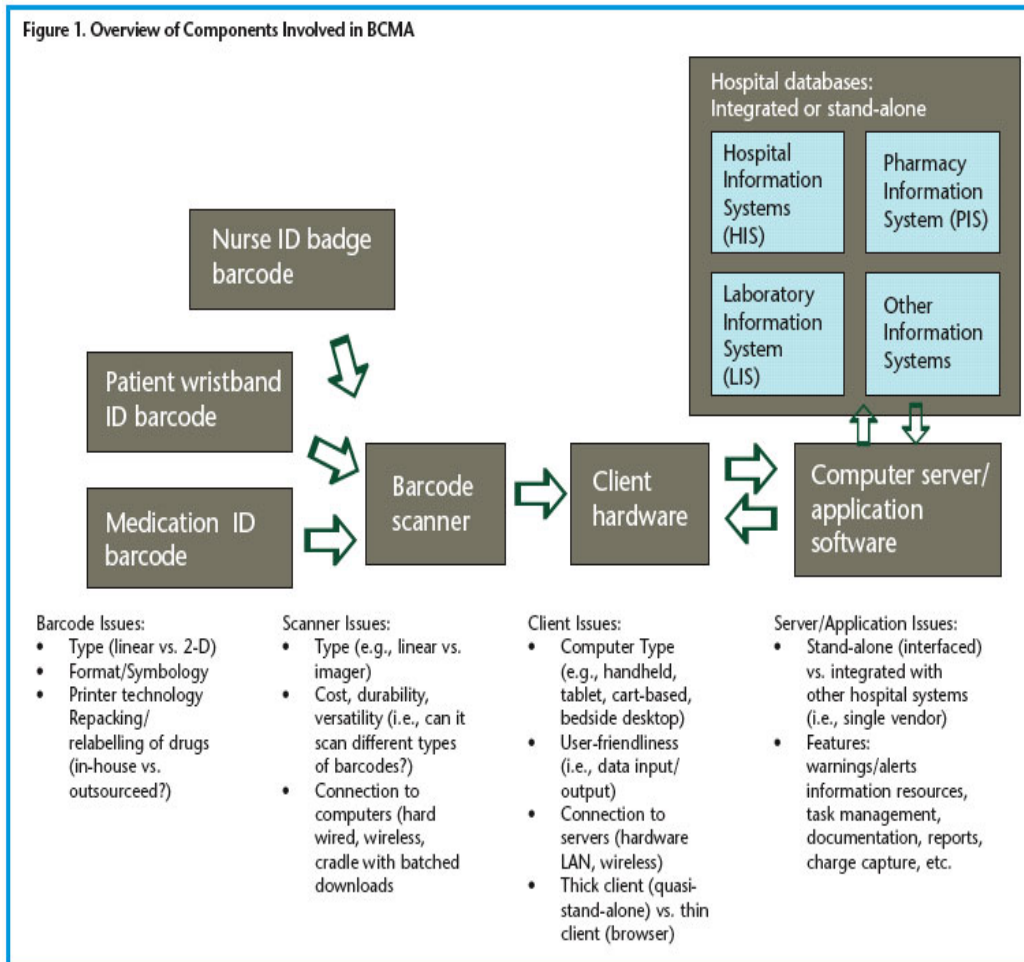 Figure 1. Overview of Components Involved in BCMA
Hospital databases:
Integrated or stand-alone
Hospital
Information
Systems
(HIS)
Pharmacy
Information
System (PIS)
Laboratory
Information
System
(LIS)
Other
Information
Systems
Nurse ID badge
barcode
Patient wristband
ID barcode
Medication ID
barcode
Barcode
scanner
Client
hardware
Computer server/
application
software
Barcode Issues:
• Type (linear vs. 2-D)
• Format/Symbology
• Printer technology
Repacking/
relabelling of drugs
(in-house vs.
outsourceed?)
Scanner Issues:
• Type (e.g., linear vs.
imager)
• Cost, durability,
versatility (i.e., can it
scan different types
of barcodes?)
• Connection to
computers (hard
wired, wireless,
cradle with batched
downloads
Client Issues:
• Computer Type
(e.g., handheld,
tablet, cart-based,
bedside desktop)
• User-friendliness
(i.e., data input/
output)
• Connection to
servers (hardware
LAN, wireless)
• Thick client (quasi-
stand-alone) vs. thin
client (browser)
Server/Application Issues:
• Stand-alone (interfaced)
vs. integrated with
other hospital systems
(i.e., single vendor)
• Features:
warnings/alerts
information resources,
task management,
documentation, reports,
charge capture, etc.